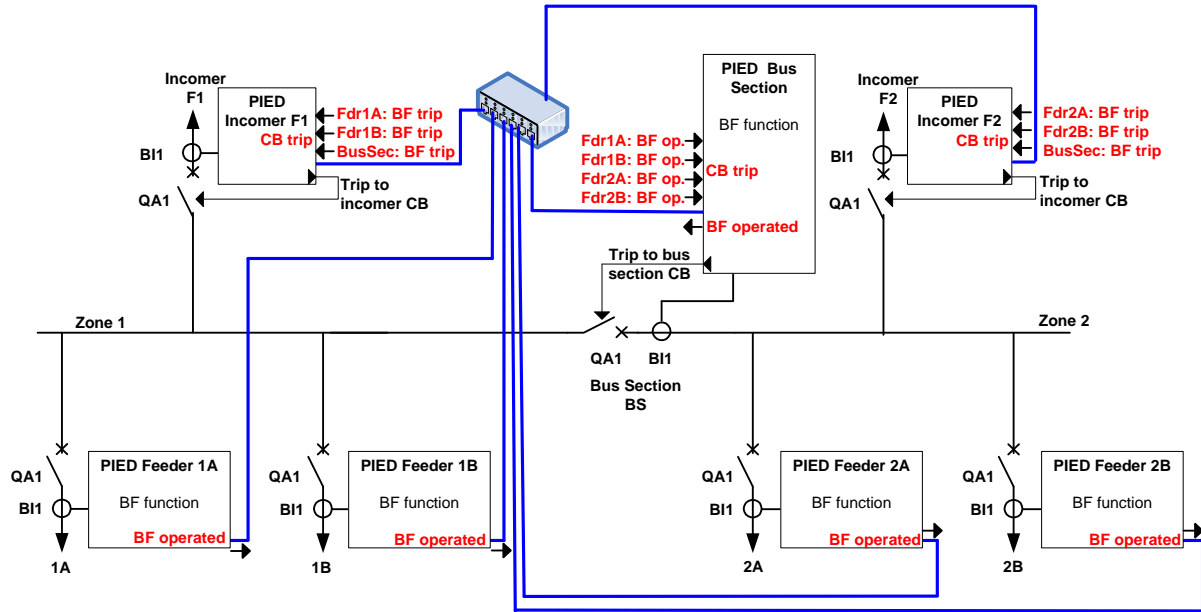 Incomer
F1
PIED
Incomer F1
CB trip
Fdr1A: BF trip
Fdr1B: BF trip
BusSec: BF trip
BI1
QA1
Trip to
incomer CB
PIED Bus
Section
BF function
Fdr1A: BF op.
Fdr1B: BF op.
Fdr2A: BF op.
Fdr2B: BF op.
CB trip
BF operated
Trip to bus
section CB
Incomer
F2
PIED
Incomer F2
CB trip
Fdr2A: BF trip
Fdr2B: BF trip
BusSec: BF trip
BI1
QA1
Trip to
incomer CB
Zone 1
Zone 2
QA1
BI1
Bus Section
BS
QA1
BI1
1A
PIED Feeder 1A
BF function
BF operated
QA1
BI1
1B
PIED Feeder 1B
BF function
BF operated
QA1
BI1
2A
PIED Feeder 2A
BF function
BF operated
QA1
BI1
2B
PIED Feeder 2B
BF function
BF operated